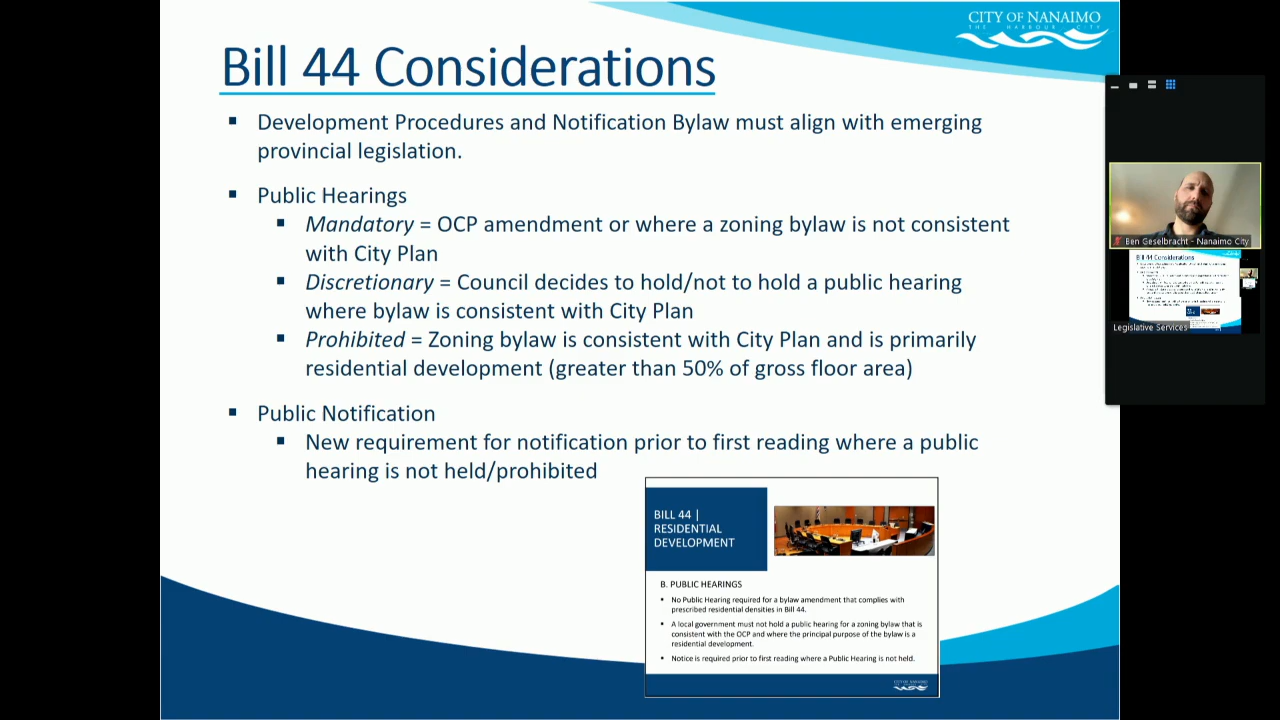 CITY OF NANAIMO
THE HARBOUR CITY
Bill 44 Considerations
Development Procedures and Notification Bylaw must align with emerging
provincial legislation.
Public Hearings
Mandatory = OCP amendment or where a zoning bylaw is not consistent
with City Plan
Discretionary = Council decides to hold/not to hold a public hearing
where bylaw is consistent with City Plan
Prohibited = Zoning bylaw is consistent with City Plan and is primarily
residential development (greater than 50% of gross floor area)
Public Notification
New requirement for notification prior to first reading where a public
hearing is not held/prohibited
BILL 44 |
RESIDENTIAL
DEVELOPMENT
B. PUBLIC HEARINGS
No Public Hearing required for a bylaw amendment that complies with
prescribed residential densities in Bill 44.
A local government must not hold a public hearing for a zoning bylaw that is
consistent with the OCP and where the principal purpose of the bylaw is a
residential development.
Notice is required prior to first reading where a Public Hearing is not held.
CITY OF NANAIMO
Ben Geselbracht - Nanaimo City
Bill 44 Considerations
Legislative Services